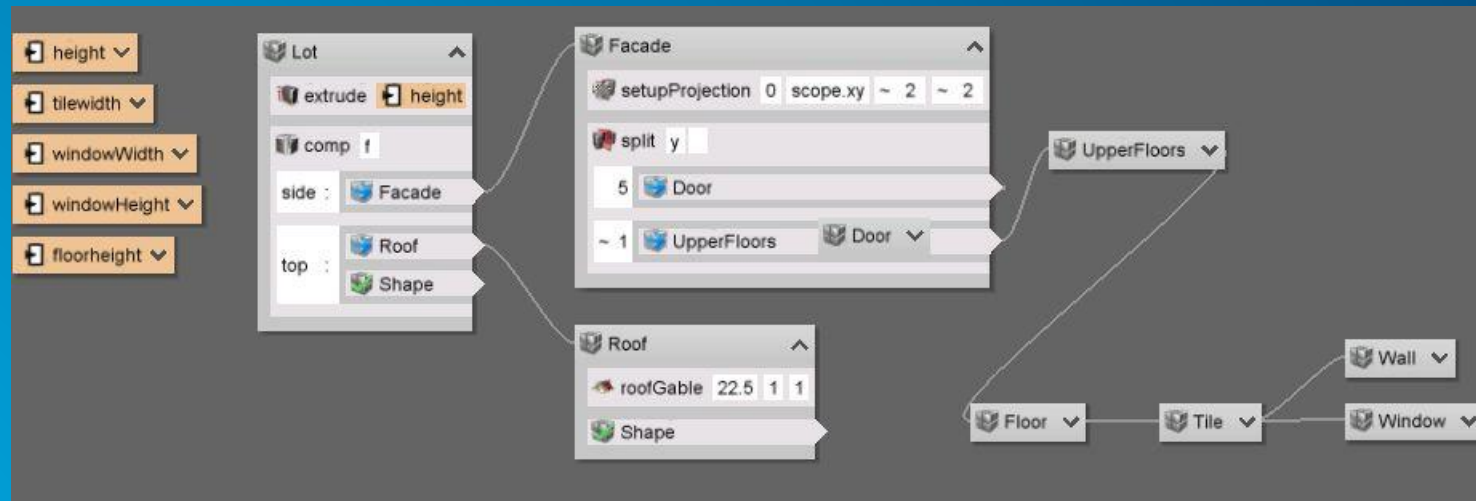 height
tilewidth
windowWidth
windowHeight
floorheight
Lot
extrude height
comp f
side : Facade
top : Roof
Shape
Facade
setupProjection 0 scope.xy ~ 2 ~ 2
split y
5 Door
~ 1 UpperFloors
Door
Roof
roofGable 22.5 1 1
Shape
UpperFloors
Floor
Tile
Wall
Window